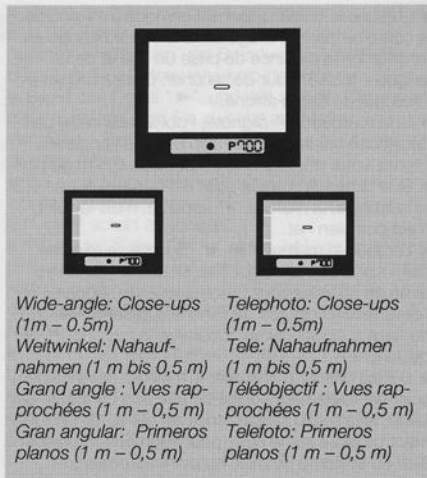 P 700
Wide-angle: Close-ups
(1m – 0.5m)
Weitwinkel: Nahauf-
nahmen (1 m bis 0,5 m)
Grand angle : Vues rap-
prochées (1 m – 0,5 m)
Gran angular: Primeros
planos (1 m – 0,5 m)
Telephoto: Close-ups
(1m – 0.5m)
Tele: Nahaufnahmen
(1 m bis 0,5 m)
Téléobjectif : Vues rap-
prochées (1 m – 0,5 m)
Telefoto: Primeros
planos (1 m – 0,5 m)